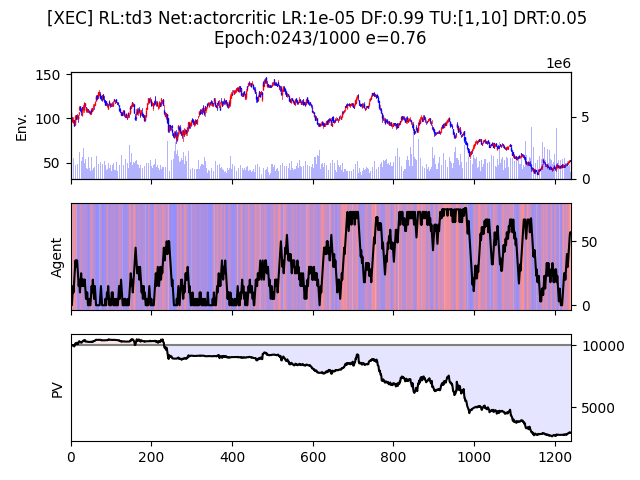 [XEC] RL:td3 Net:actorcritic LR:1e-05 DF:0.99 TU:[1,10] DRT:0.05
Epoch:0243/1000 e=0.76
1e6
150
100
50
Env.
5
0
Agent
50
0
PV
10000
5000
0 200 400 600 800 1000 1200